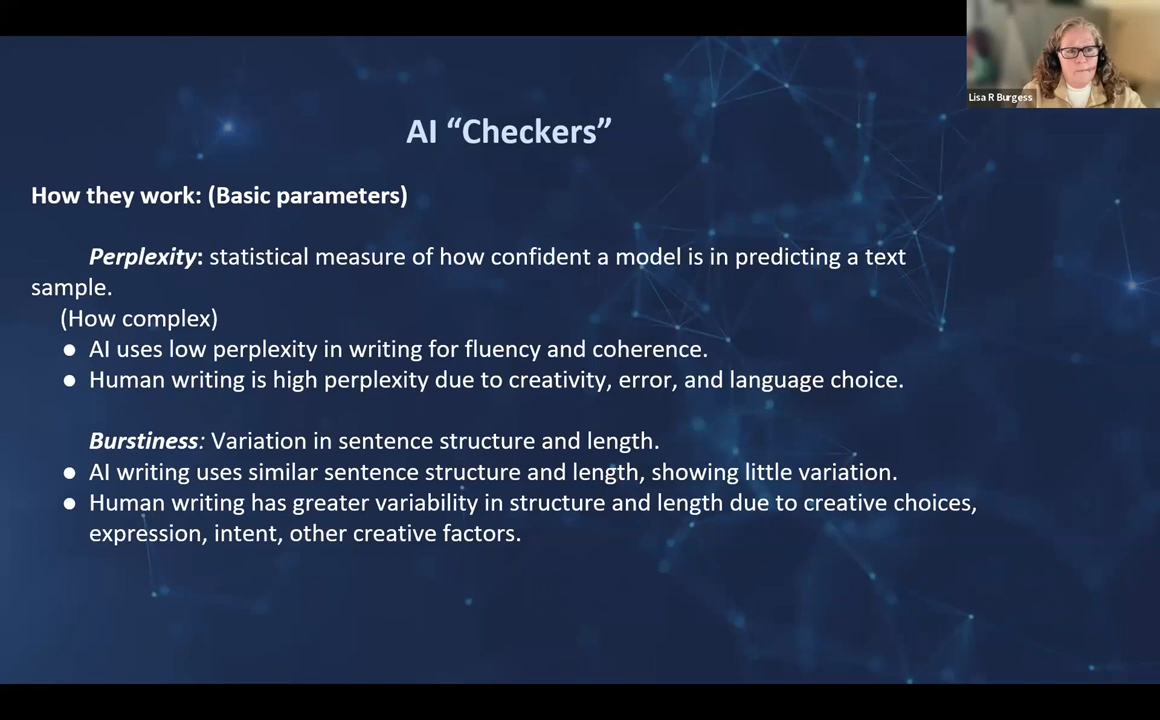 Lisa R Burgess
AI “Checkers”
How they work: (Basic parameters)
Perplexity: statistical measure of how confident a model is in predicting a text
sample.
(How complex)
● AI uses low perplexity in writing for fluency and coherence.
● Human writing is high perplexity due to creativity, error, and language choice.
Burstiness: Variation in sentence structure and length.
● AI writing uses similar sentence structure and length, showing little variation.
● Human writing has greater variability in structure and length due to creative choices,
expression, intent, other creative factors.